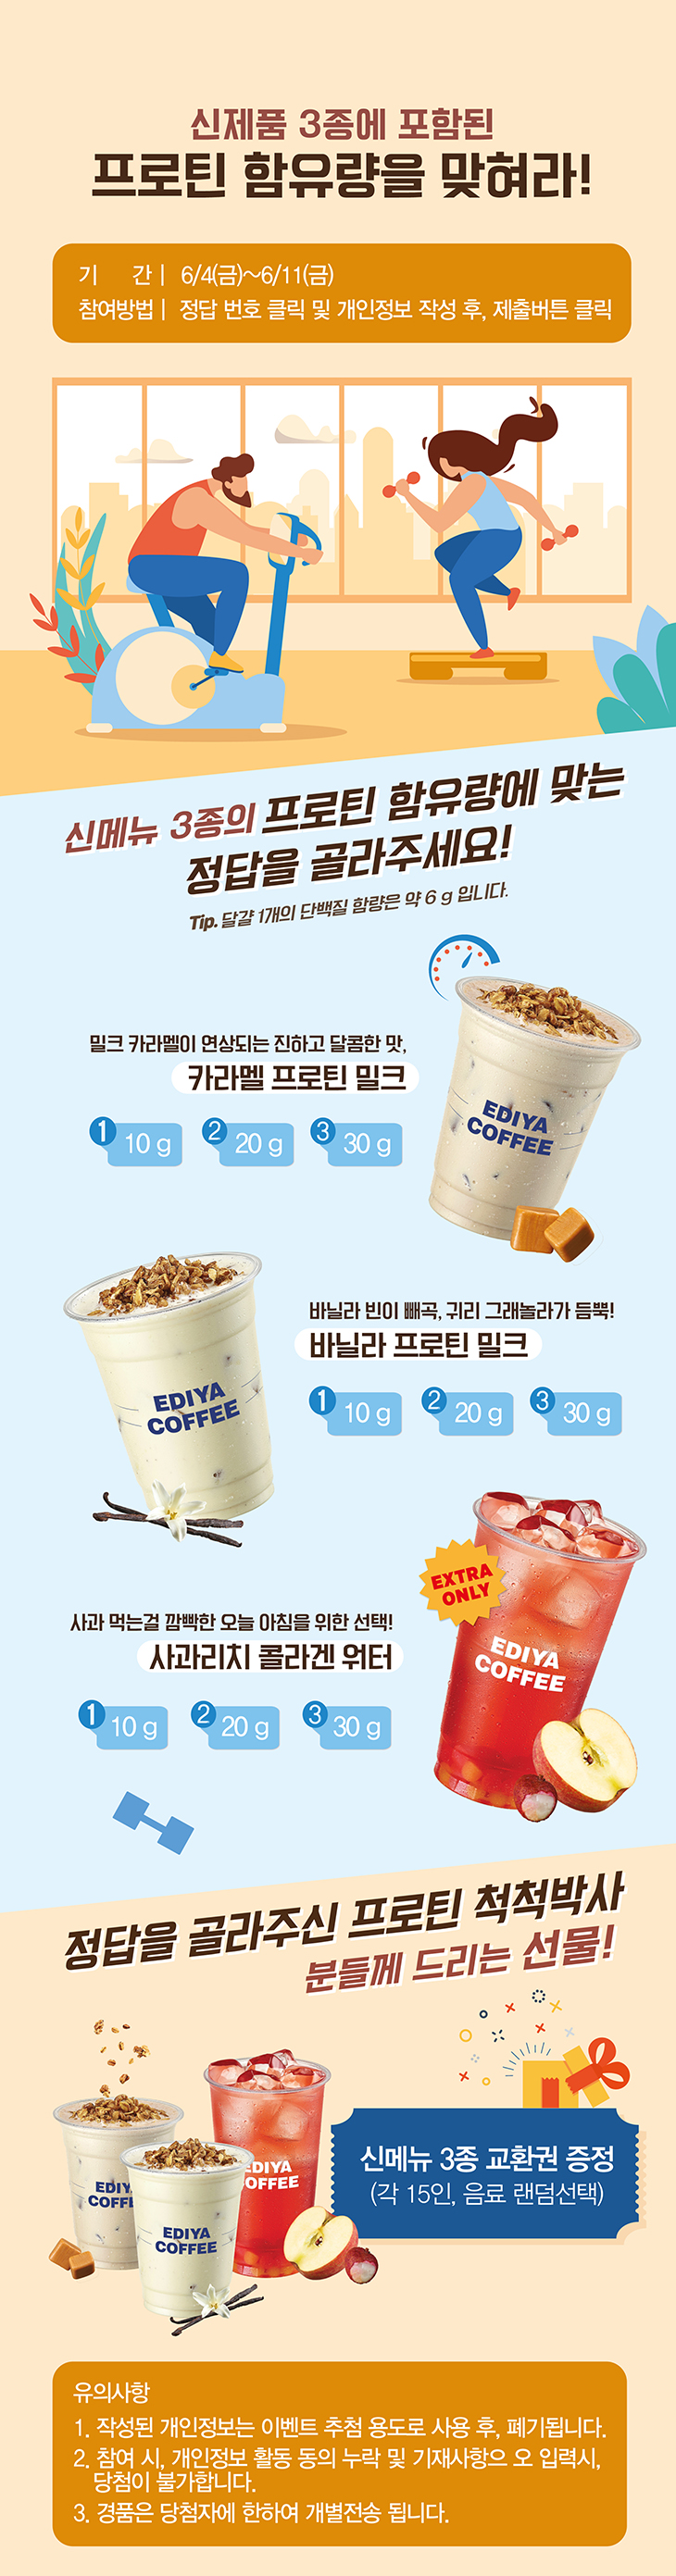 신제품 3종에 포함된
프로틴 함유량을 맞혀라!
기 간 | 6/4(금)~6/11(금)
참여방법 | 정답 번호 클릭 및 개인정보 작성 후, 제출버튼 클릭
신메뉴 3종의 프로틴 함유량에 맞는
정답을 골라주세요!
Tip. 달걀 1개의 단백질 함량은 약 6 g 입니다.
밀크 카라멜이 연상되는 진하고 달콤한 맛,
카라멜 프로틴 밀크
1 10 g 2 20 g 3 30 g
EDIYA
COFFEE
바닐라 빈이 빼곡, 귀리 그래놀라가 듬뿍!
바닐라 프로틴 밀크
1 10 g 2 20 g 3 30 g
EDIYA
COFFEE
EXTRA
ONLY
사과 먹는걸 깜빡한 오늘 아침을 위한 선택!
사과리치 콜라겐 워터
1 10 g 2 20 g 3 30 g
EDIYA
COFFEE
정답을 골라주신 프로틴 척척박사
분들께 드리는 선물!
EDIY
COFFE
EDIYA
COFFEE
EDIYA
OFFEE
신메뉴 3종 교환권 증정
(각 15인, 음료 랜덤선택)
유의사항
1. 작성된 개인정보는 이벤트 추첨 용도로 사용 후, 폐기됩니다.
2. 참여 시, 개인정보 활동 동의 누락 및 기재사항으 오 입력시,
당첨이 불가합니다.
3. 경품은 당첨자에 한하여 개별전송 됩니다.